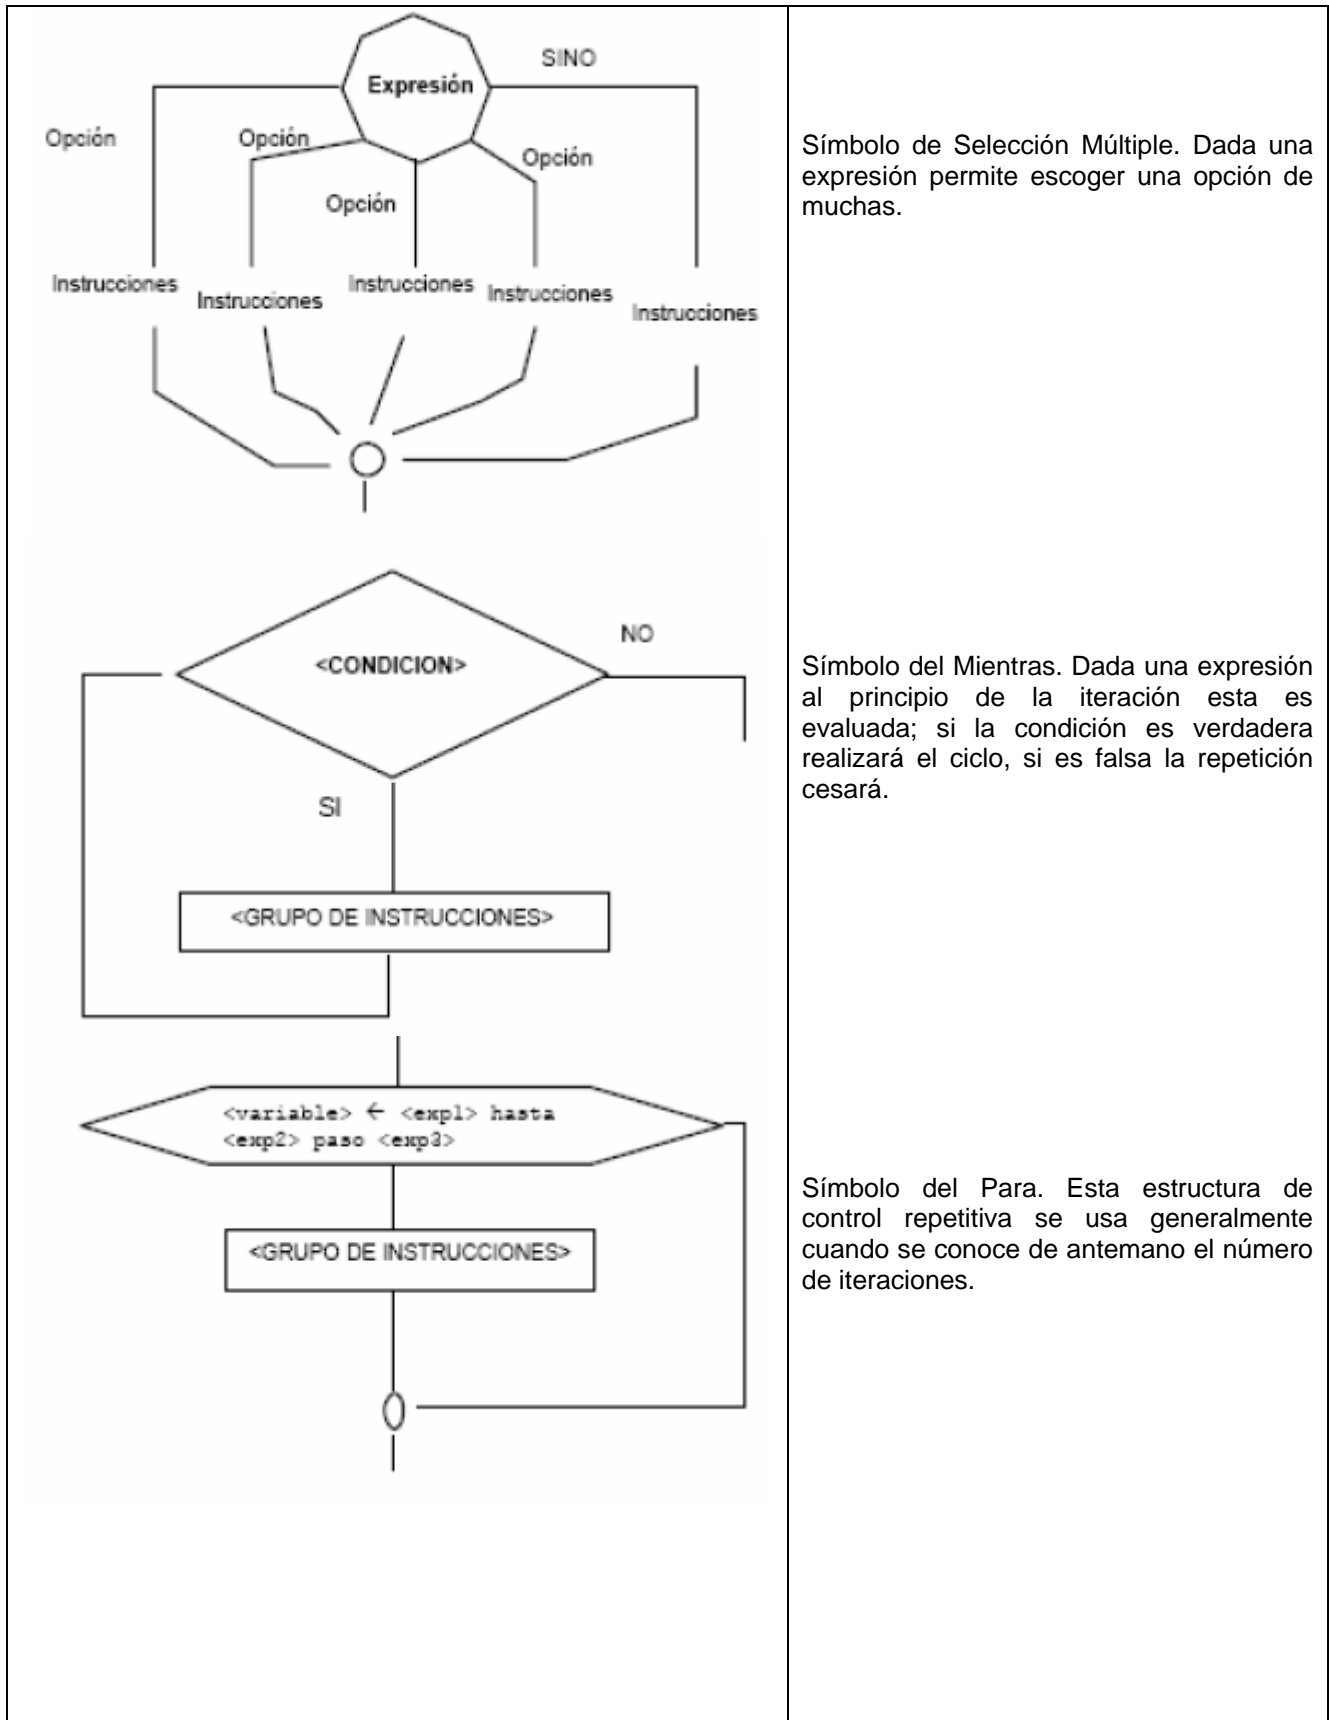 SINO
Expresión
Opción
Opción
Opción
Opción
Instrucciones
Instrucciones
Instrucciones
Instrucciones
Instrucciones
Símbolo de Selección Múltiple. Dada una
expresión permite escoger una opción de
muchas.
<CONDICION>
NO
SI
<GRUPO DE INSTRUCCIONES>
Símbolo del Mientras. Dada una expresión
al principio de la iteración esta es
evaluada; si la condición es verdadera
realizará el ciclo, si es falsa la repetición
cesará.
<variable> ← <exp1> hasta
<exp2> paso <exp3>
<GRUPO DE INSTRUCCIONES>
Símbolo del Para. Esta estructura de
control repetitiva se usa generalmente
cuando se conoce de antemano el número
de iteraciones.